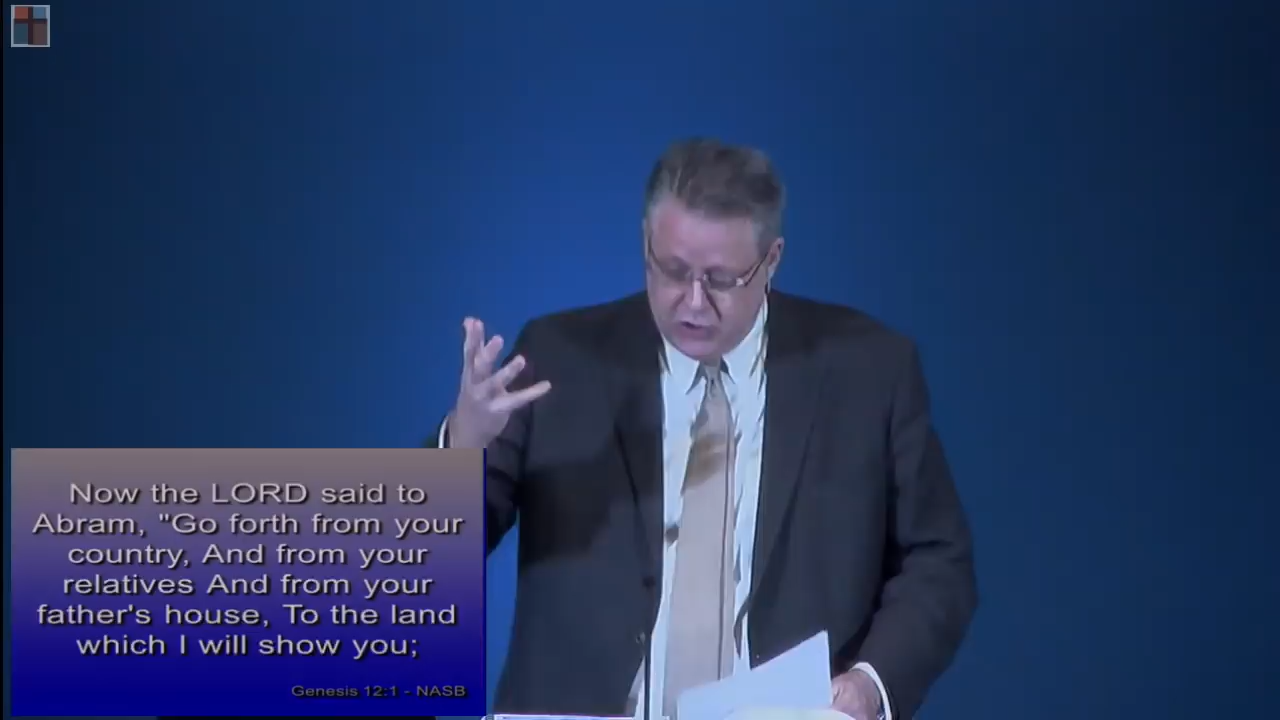 Now the LORD said to
Abram, "Go forth from your
country, And from your
relatives And from your
father's house, To the land
which I will show you;
Genesis 12:1 - NASB